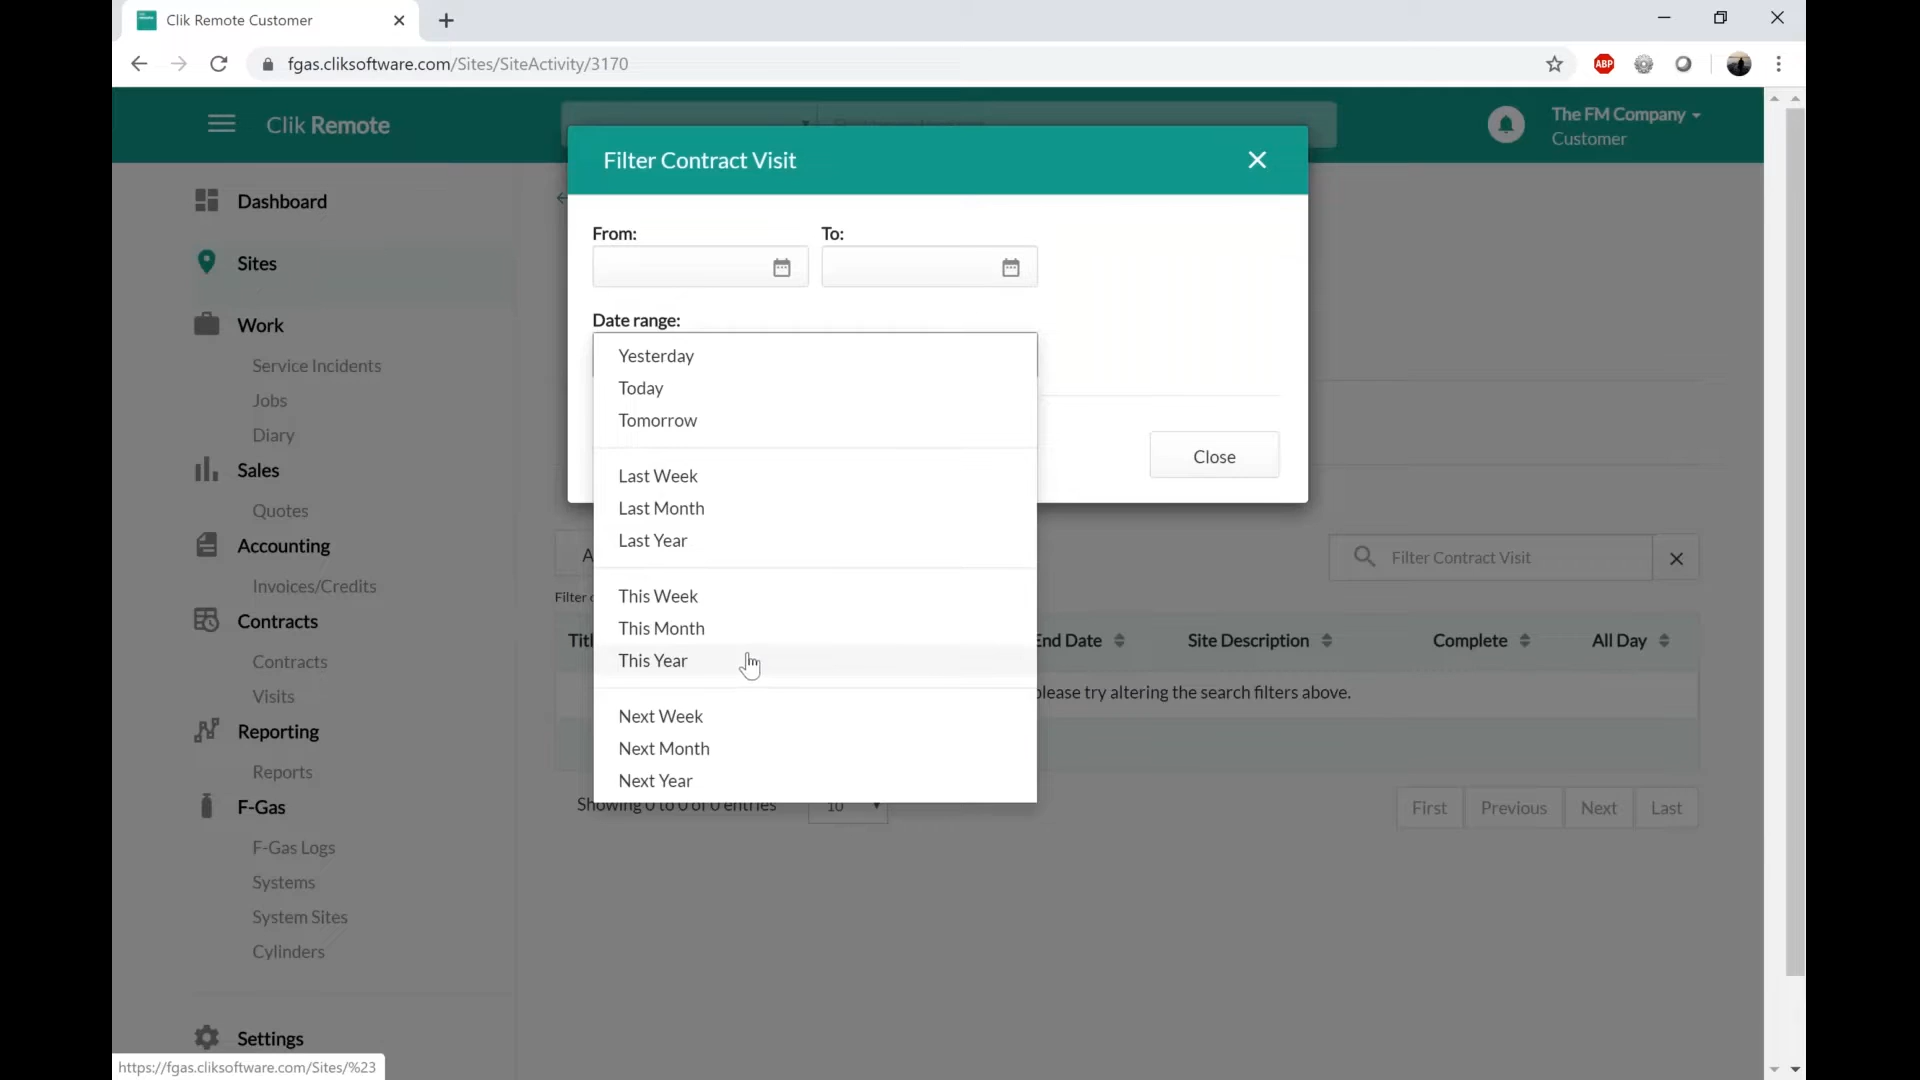 Clik Remote Customer
fgas.cliksoftware.com/Sites/SiteActivity/3170
ABP
Clik Remote
The FM Company
Customer
Filter Contract Visit
From:
To:
Date range:
Yesterday
Today
Tomorrow
Last Week
Last Month
Last Year
This Week
This Month
This Year
Next Week
Next Month
Next Year
Close
Dashboard
Sites
Work
Service Incidents
Jobs
Diary
Sales
Quotes
Accounting
Invoices/Credits
Contracts
Contracts
Visits
Reporting
Reports
F-Gas
F-Gas Logs
Systems
System Sites
Cylinders
Settings
A
Filter Contract Visit
Filter
End Date
Site Description
Complete
All Day
please try altering the search filters above.
Showing 0 to 0 of 0 entries
10
First
Previous
Next
Last
https://fgas.cliksoftware.com/Sites/%23